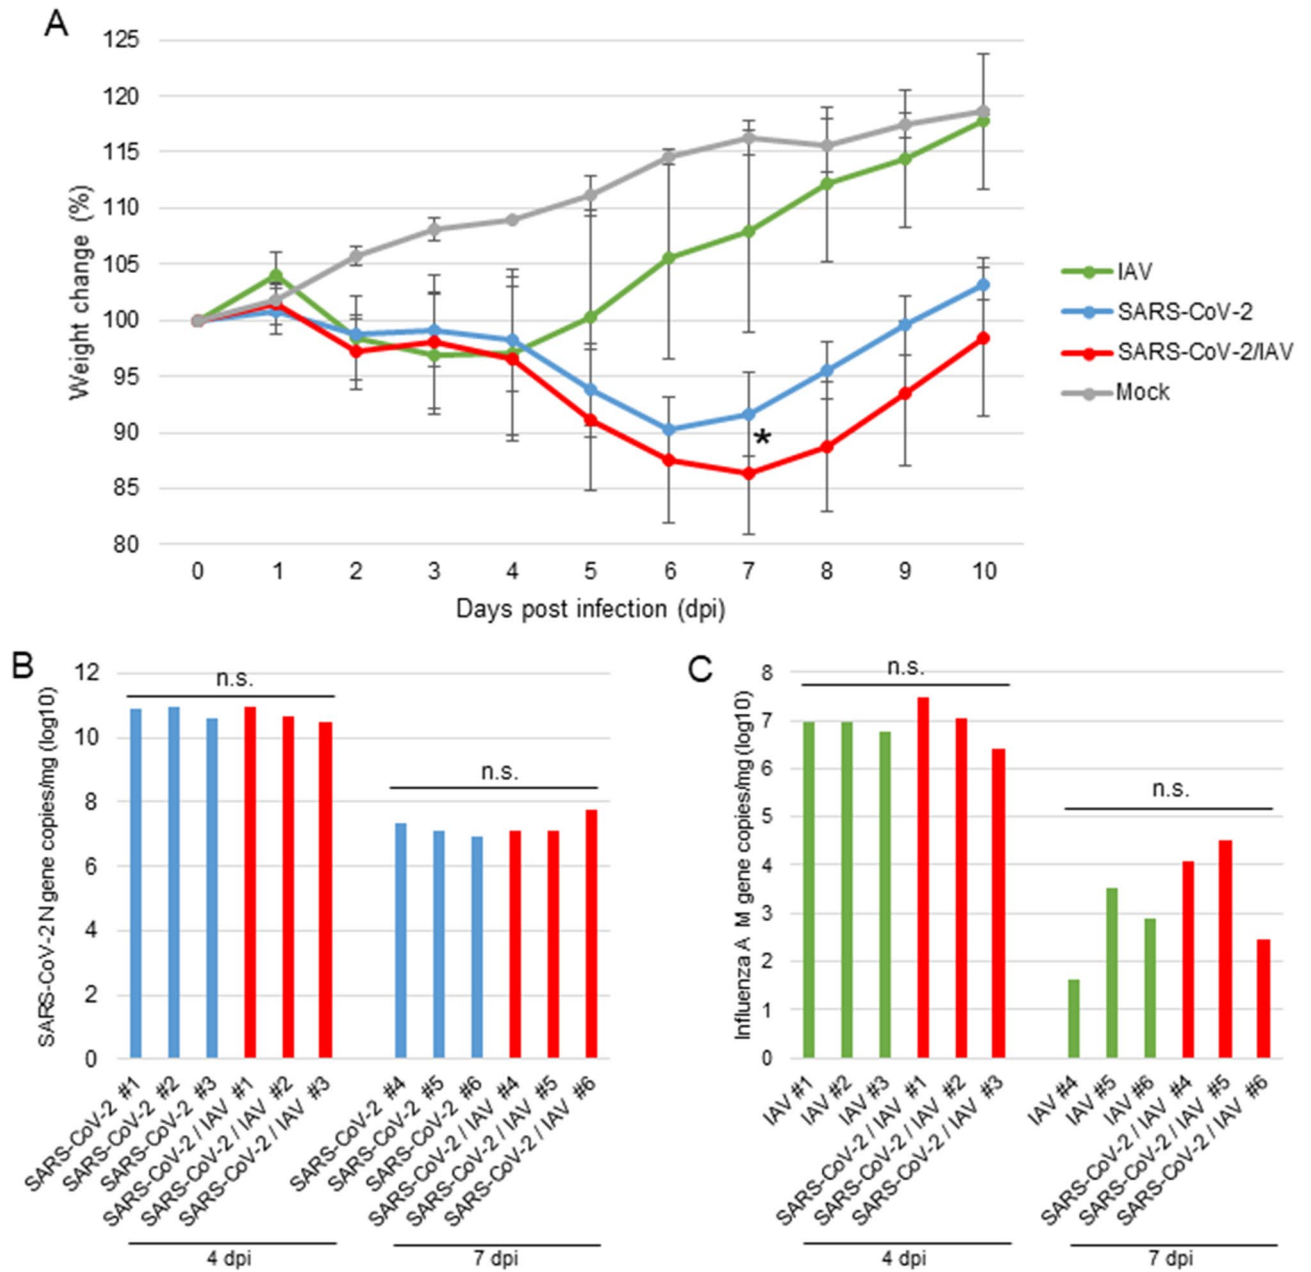 A
125
120
115
110
105
100
95
90
85
80
Weight change (%)
*
0 1 2 3 4 5 6 7 8 9 10
Days post infection (dpi)
IAV
SARS-CoV-2
SARS-CoV-2/IAV
Mock
B
12
10
8
6
4
2
0
SARS-CoV-2 N gene copies/mg (log10)
n.s.
n.s.
SARS-CoV-2 #1
SARS-CoV-2 #2
SARS-CoV-2 #3
SARS-CoV-2 / IAV #1
SARS-CoV-2 / IAV #2
SARS-CoV-2 / IAV #3
SARS-CoV-2 #4
SARS-CoV-2 #5
SARS-CoV-2 #6
SARS-CoV-2 / IAV #4
SARS-CoV-2 / IAV #5
SARS-CoV-2 / IAV #6
4 dpi
7 dpi
C
8
7
6
5
4
3
2
1
0
Influenza A M gene copies/mg (log10)
n.s.
n.s.
IAV #1
IAV #2
IAV #3
SARS-CoV-2 / IAV #1
SARS-CoV-2 / IAV #2
SARS-CoV-2 / IAV #3
IAV #4
IAV #5
IAV #6
SARS-CoV-2 / IAV #4
SARS-CoV-2 / IAV #5
SARS-CoV-2 / IAV #6
4 dpi
7 dpi